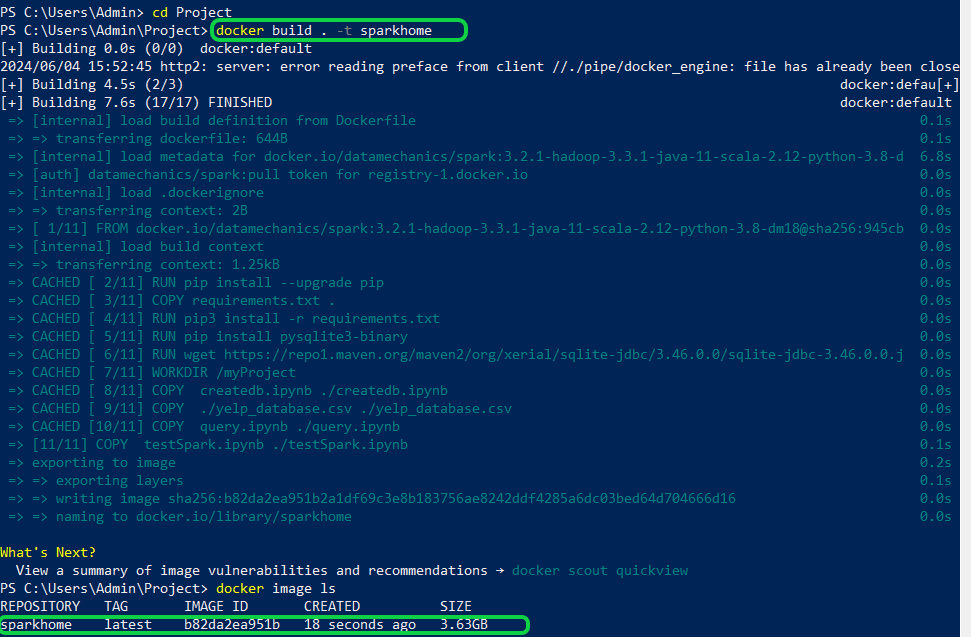 PS C:\Users\Admin> cd Project
PS C:\Users\Admin\Project> docker build . -t sparkhome
[+] Building 0.0s (0/0)  docker:default
2024/06/04 15:52:45 http2: server: error reading preface from client //./pipe/docker_engine: file has already been close
[+] Building 4.5s (2/3)                                                                                  docker:defau[+]
[+] Building 7.6s (17/17) FINISHED                                                                       docker:default
=> [internal] load build definition from Dockerfile 0.1s
=> => transferring dockerfile: 644B 0.1s
=> [internal] load metadata for docker.io/datamechanics/spark:3.2.1-hadoop-3.3.1-java-11-scala-2.12-python-3.8-d 6.8s
=> [auth] datamechanics/spark:pull token for registry-1.docker.io 0.0s
=> [internal] load .dockerignore 0.0s
=> => transferring context: 2B 0.0s
=> [ 1/11] FROM docker.io/datamechanics/spark:3.2.1-hadoop-3.3.1-java-11-scala-2.12-python-3.8-dm18@sha256:945cb 0.0s
=> [internal] load build context 0.0s
=> => transferring context: 1.25kB 0.0s
=> CACHED [ 2/11] RUN pip install --upgrade pip 0.0s
=> CACHED [ 3/11] COPY requirements.txt . 0.0s
=> CACHED [ 4/11] RUN pip3 install -r requirements.txt 0.0s
=> CACHED [ 5/11] RUN pip install pysqlite3-binary 0.0s
=> CACHED [ 6/11] RUN wget https://repo1.maven.org/maven2/org/xerial/sqlite-jdbc/3.46.0.0/sqlite-jdbc-3.46.0.0.j 0.0s
=> CACHED [ 7/11] WORKDIR /myProject 0.0s
=> CACHED [ 8/11] COPY  createdb.ipynb ./createdb.ipynb 0.0s
=> CACHED [ 9/11] COPY  ./yelp_database.csv ./yelp_database.csv 0.0s
=> CACHED [10/11] COPY  query.ipynb ./query.ipynb 0.0s
=> [11/11] COPY  testSpark.ipynb ./testSpark.ipynb 0.1s
=> exporting to image 0.2s
=> => exporting layers 0.1s
=> => writing image sha256:b82da2ea951b2a1df69c3e8b183756ae8242ddf4285a6dc03bed64d704666d16 0.0s
=> => naming to docker.io/library/sparkhome 0.0s
What's Next?
View a summary of image vulnerabilities and recommendations → docker scout quickview
PS C:\Users\Admin\Project> docker image ls
REPOSITORY   TAG       IMAGE ID       CREATED          SIZE
sparkhome    latest    b82da2ea951b   18 seconds ago   3.63GB